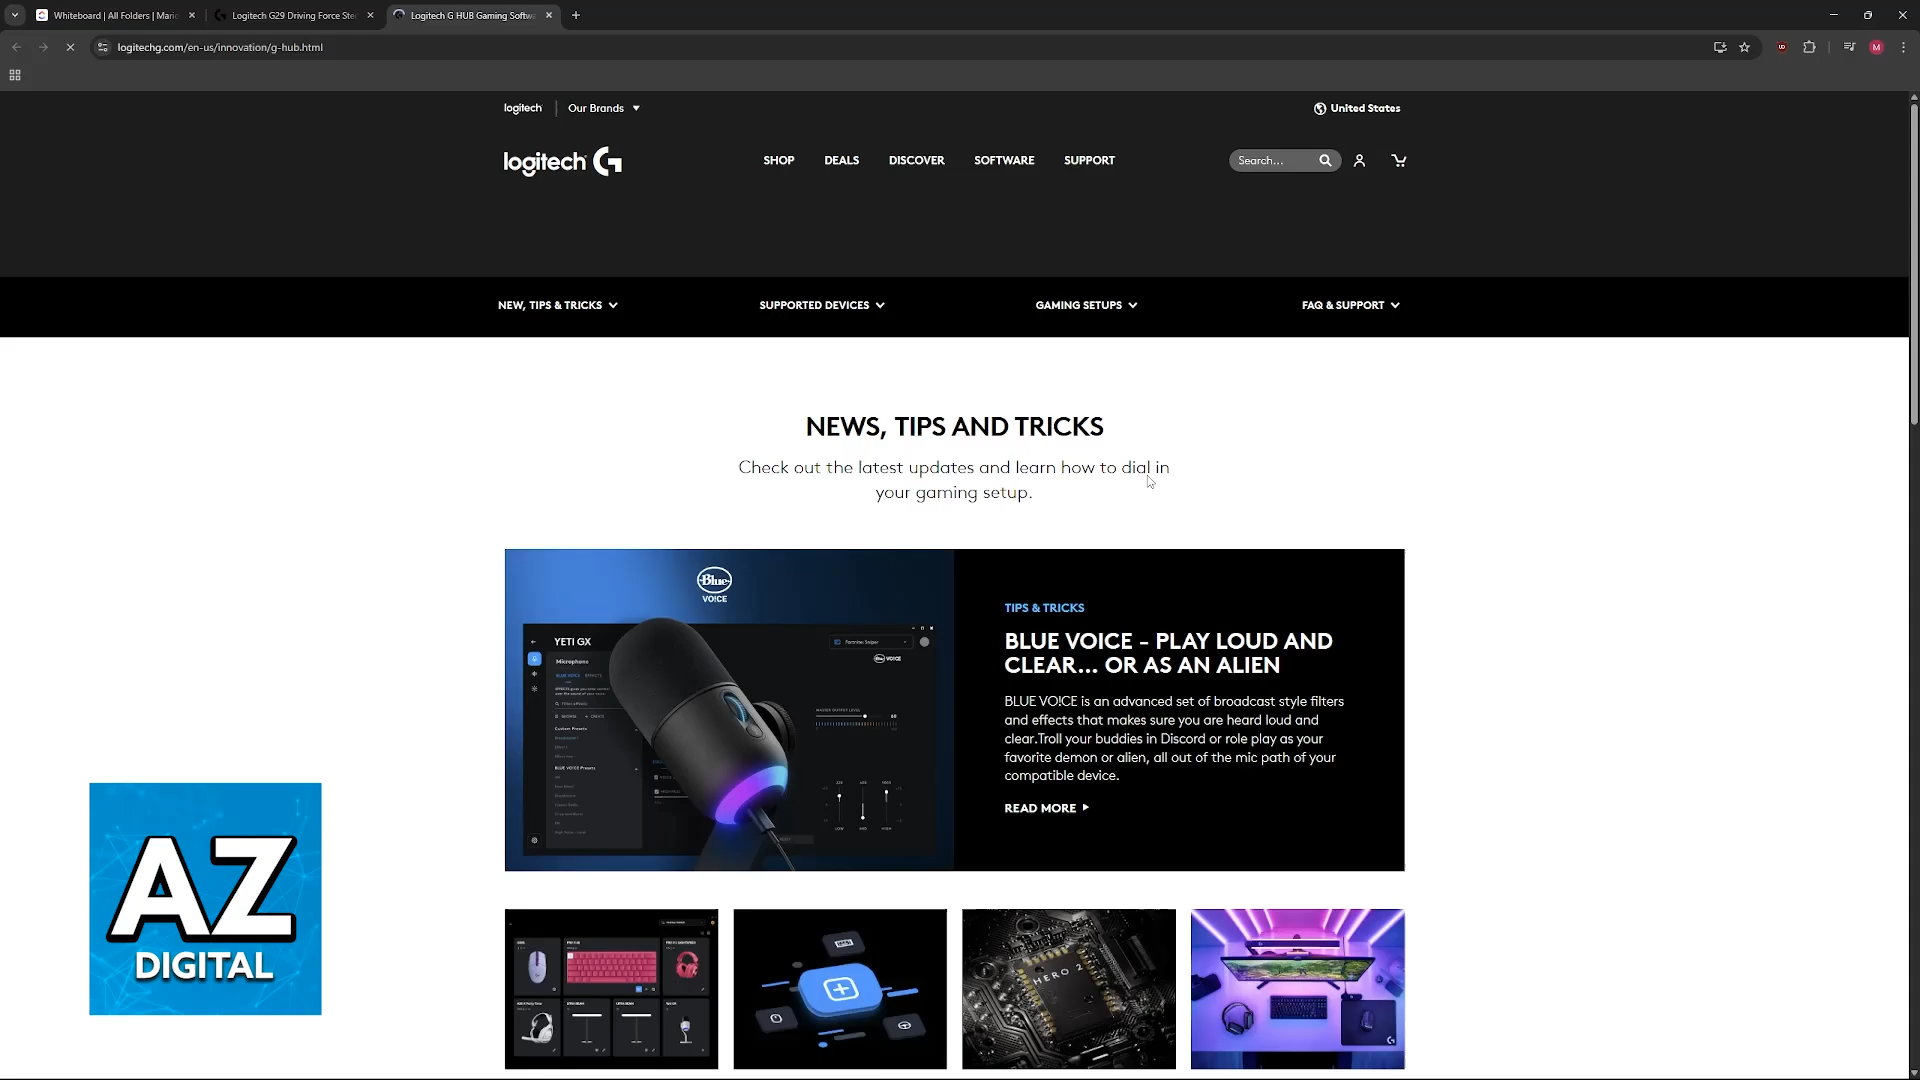 Whiteboard | All Folders | Mario
Logitech G29 Driving Force Ste
Logitech G HUB Gaming Softw
logitechg.com/en-us/innovation/g-hub.html
M
logitech
Our Brands
United States
logitech G
SHOP
DEALS
DISCOVER
SOFTWARE
SUPPORT
Search...
NEW, TIPS & TRICKS
SUPPORTED DEVICES
GAMING SETUPS
FAQ & SUPPORT
NEWS, TIPS AND TRICKS
Check out the latest updates and learn how to dial in
your gaming setup.
Blue
VO!CE
YETI GX
Microphone
BLUE VOICE EFFECTS
Custom Presets
BLUE VO!CE Presets
MASTER OUTPUT LEVEL
LOW
MID
HIGH
TIPS & TRICKS
BLUE VOICE - PLAY LOUD AND
CLEAR... OR AS AN ALIEN
BLUE VO!CE is an advanced set of broadcast style filters
and effects that makes sure you are heard loud and
clear.Troll your buddies in Discord or role play as your
favorite demon or alien, all out of the mic path of your
compatible device.
READ MORE
HERO 2
AZ
DIGITAL